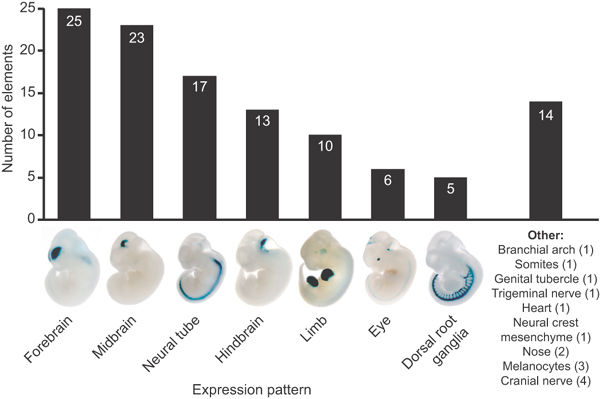 Number of elements
25
20
15
10
5
0
25
23
17
13
10
6
5
14
Forebrain
Midbrain
Neural tube
Hindbrain
Limb
Eye
Dorsal root
ganglia
Expression pattern
Other:
Branchial arch (1)
Somites (1)
Genital tubercle (1)
Trigeminal nerve (1)
Heart (1)
Neural crest
mesenchyme (1)
Nose (2)
Melanocytes (3)
Cranial nerve (4)